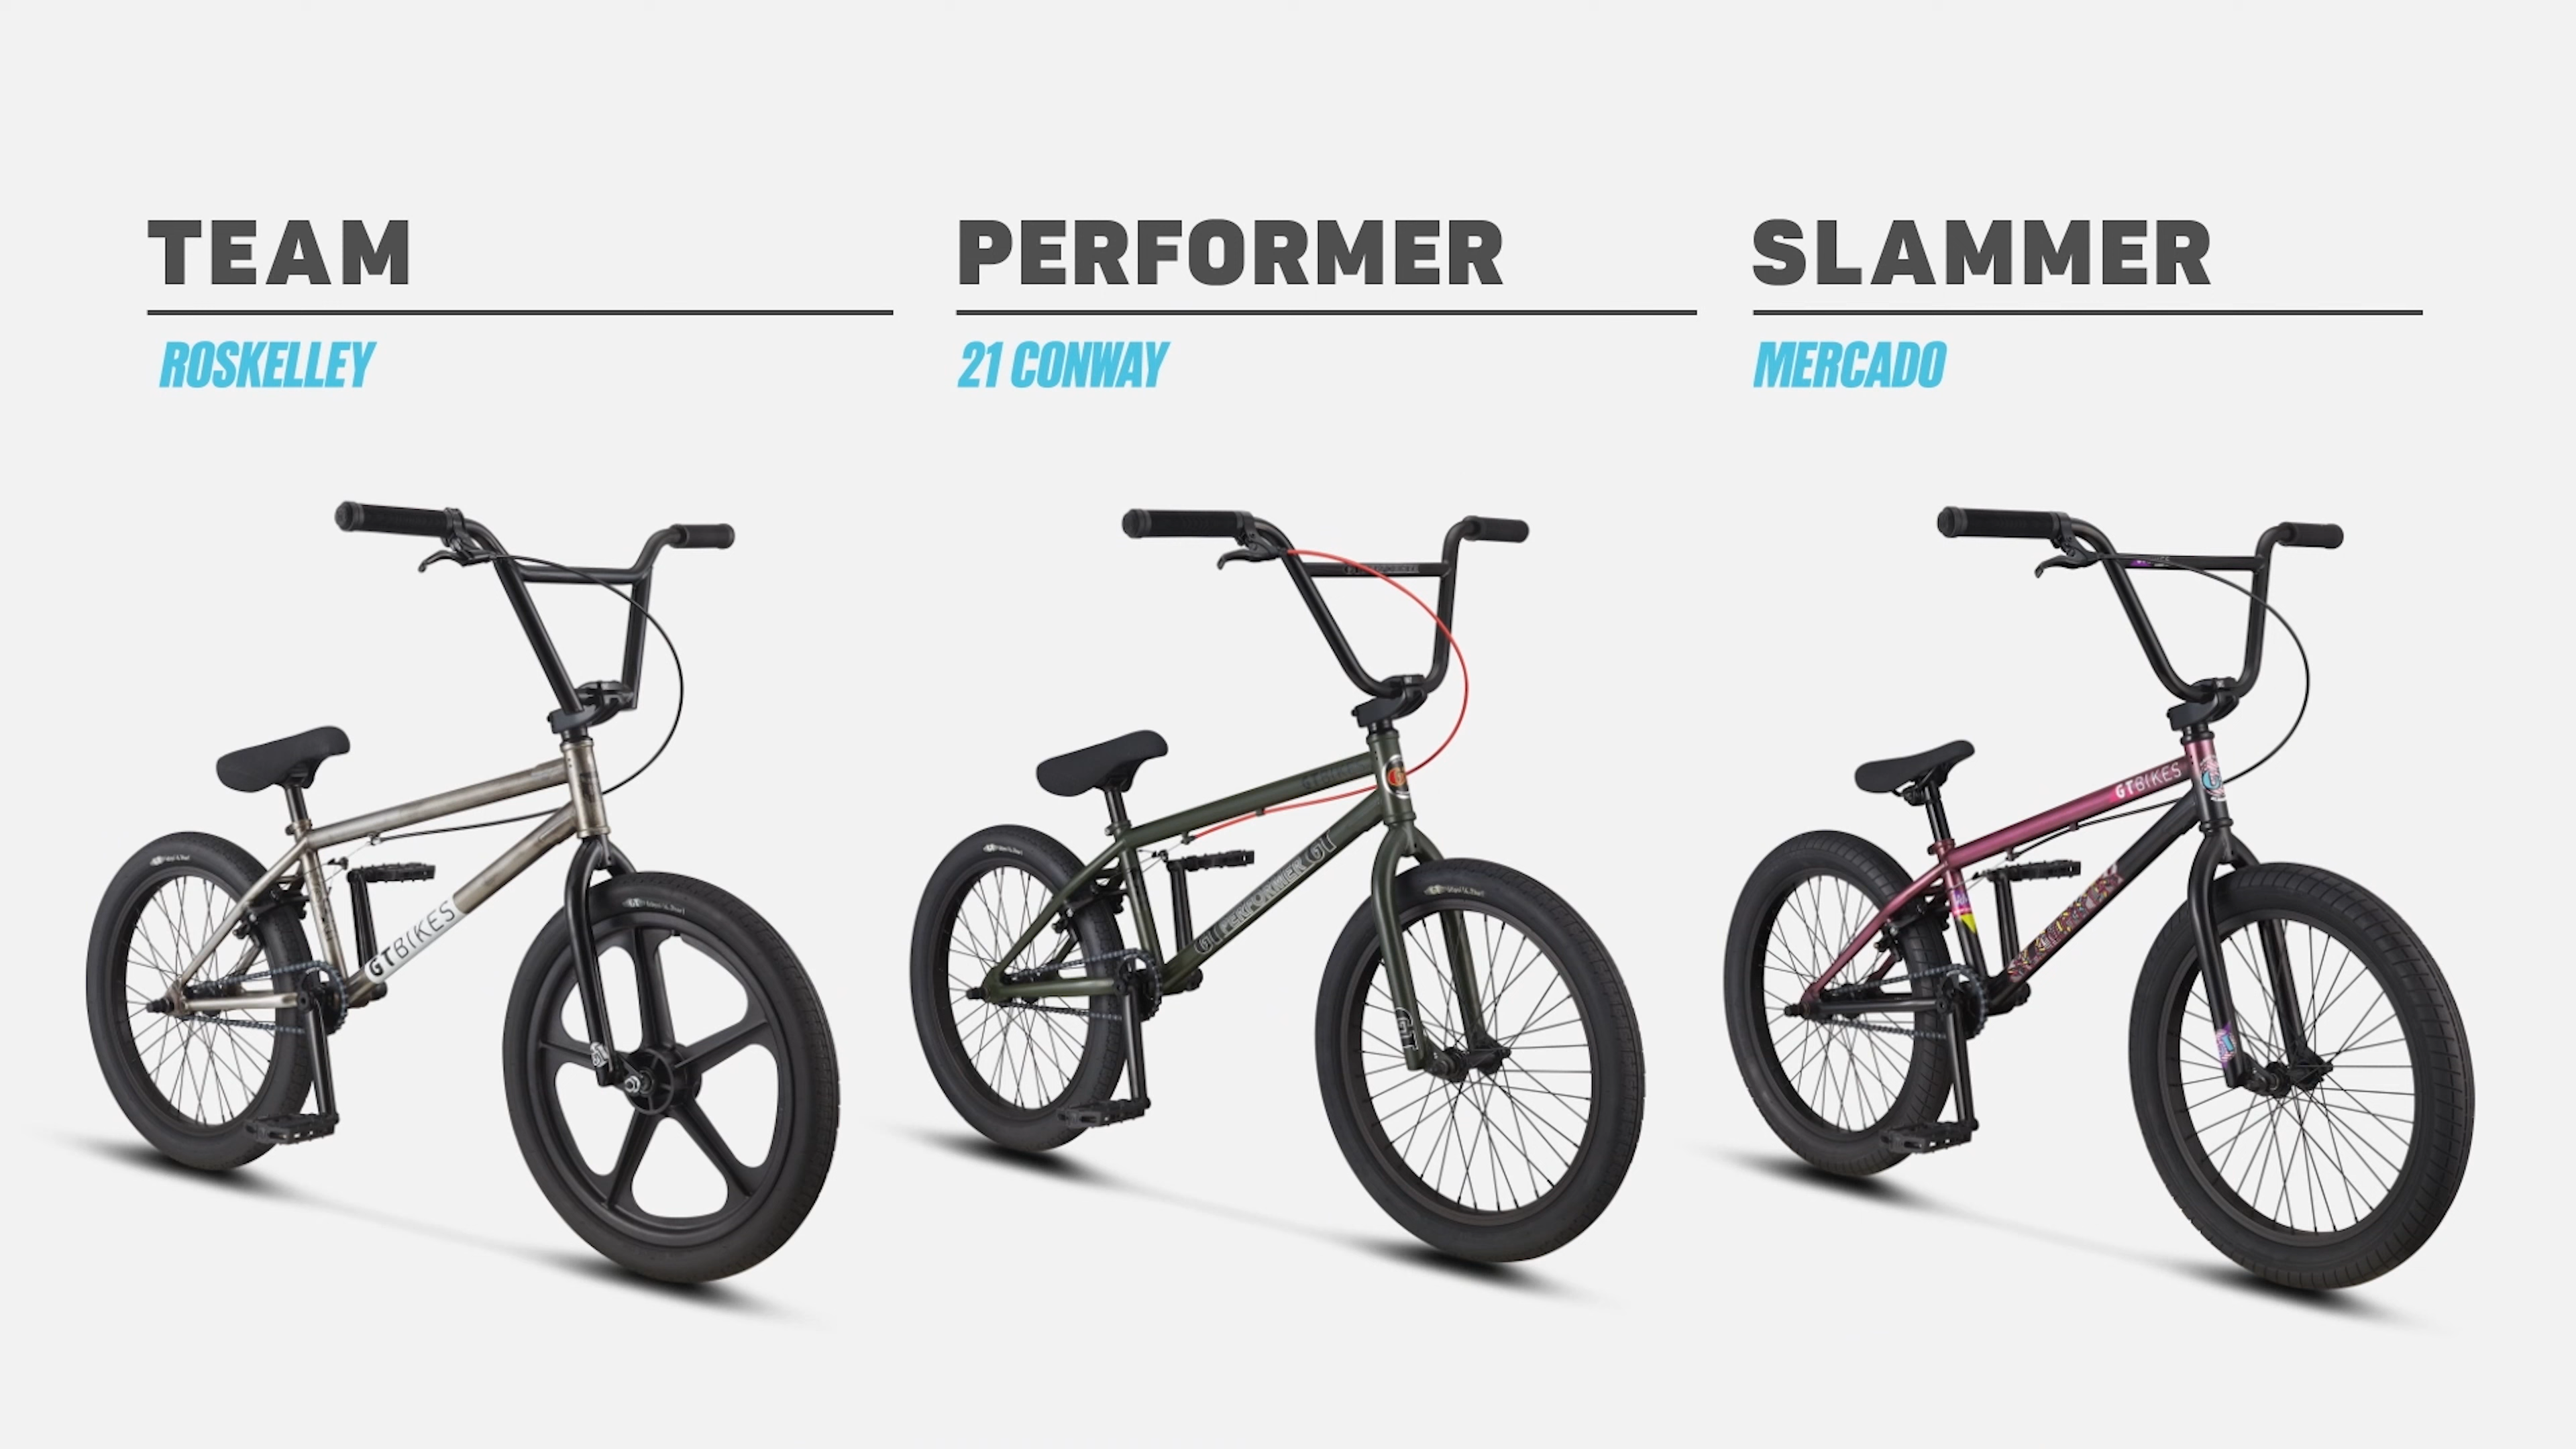 TEAM
ROSKELLEY
GTBIKES
PERFORMER
21 CONWAY
GT PERFORMER GT
GT
SLAMMER
MERCADO
GTBIKES